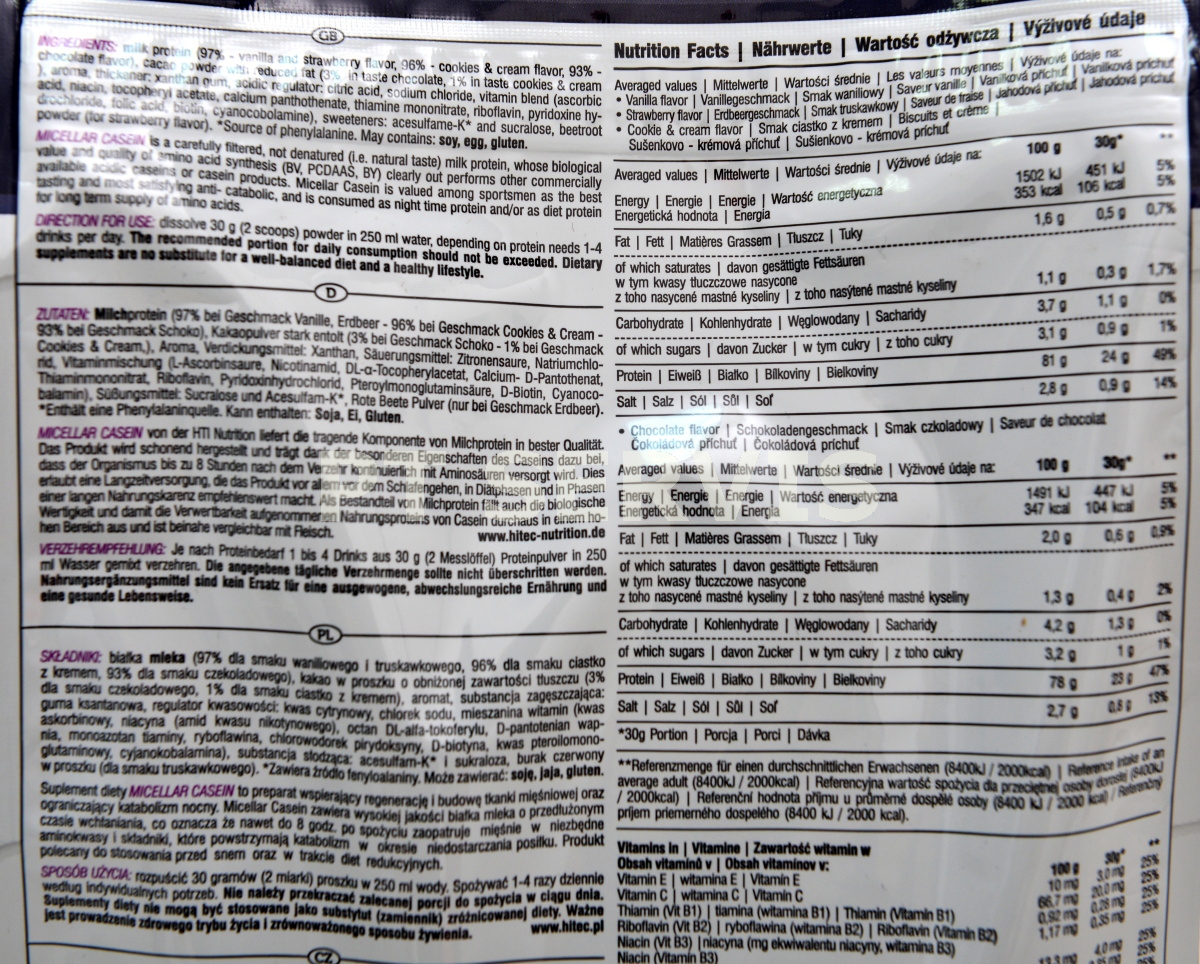 GB
INGREDIENTS: milk protein (97% - vanilla and strawberry flavor, 96% - cookies & cream flavor, 93% -
chocolate flavor), cacao powder with reduced fat (3% in taste chocolate, 1% in taste cookies & cream
), aroma, thickener: xanthan gum, acidic regulator: citric acid, sodium chloride, vitamin blend (ascorbic
acid, niacin, tocopheryl acetate, calcium panthothenate, thiamine mononitrate, riboflavin, pyridoxine hy-
drochloride, folic acid, biotin, cyanocobolamine), sweeteners: acesulfame-K* and sucralose, beetroot
powder (for strawberry flavor). *Source of phenylalanine. May contains: soy, egg, gluten.
MICELLAR CASEIN is a carefully filtered, not denatured (i.e. natural taste) milk protein, whose biological
value and quality of amino acid synthesis (BV, PCDAAS, BY) clearly out performs other commercially
available acidic caseins or casein products. Micellar Casein is valued among sportsmen as the best
tasting and most satisfying anti- catabolic, and is consumed as night time protein and/or as diet protein
for long term supply of amino acids.
DIRECTION FOR USE: dissolve 30 g (2 scoops) powder in 250 ml water, depending on protein needs 1-4
drinks per day. The recommended portion for daily consumption should not be exceeded. Dietary
supplements are no substitute for a well-balanced diet and a healthy lifestyle.
D
ZUTATEN: Milchprotein (97% bei Geschmack Vanille, Erdbeer - 96% bei Geschmack Cookies & Cream -
93% bei Geschmack Schoko), Kakaopulver stark entolt (3% bei Geschmack Schoko - 1% bei Geschmack
Cookies & Cream,), Aroma, Verdickungsmittel: Xanthan, Säuerungsmittel: Zitronensaure, Natriumchlo-
rid, Vitaminmischung (L-Ascorbinsaure, Nicotinamid, DL-α-Tocopherylacetat, Calcium- D-Pantothenat,
Thiaminmononitrat, Riboflavin, Pyridoxinhydrochlorid, Pteroylmonoglutaminsäure, D-Biotin, Cyanoco-
balamin), Süßungsmittel: Sucralose und Acesulfam-K*, Rote Beete Pulver (nur bei Geschmack Erdbeer).
*Enthält eine Phenylalaninquelle. Kann enthalten: Soja, Ei, Gluten.
MICELLAR CASEIN von der HTI Nutrition liefert die tragende Komponente von Milchprotein in bester Qualität.
Das Produkt wird schonend hergestellt und trägt dank der besonderen Eigenschaften des Caseins dazu bei,
dass der Organismus bis zu 8 Stunden nach dem Verzehr kontinuierlich mit Aminosäuren versorgt wird. Dies
erlaubt eine Langzeitversorgung, die das Produkt vor allem vor dem Schlafengehen, in Diätphasen und in Phasen
einer langen Nahrungskarenz empfehlenswert macht. Als Bestandteil von Milchprotein fällt auch die biologische
Wertigkeit und damit die Verwertbarkeit aufgenommenen Nahrungsproteins von Casein durchaus in einem ho-
hen Bereich aus und ist beinahe vergleichbar mit Fleisch. www.hitec-nutrition.de
VERZEHREMPFEHLUNG: Je nach Proteinbedarf 1 bis 4 Drinks aus 30 g (2 Messlöffel) Proteinpulver in 250
ml Wasser gemixt verzehren. Die angegebene tägliche Verzehrmenge sollte nicht überschritten werden.
Nahrungsergänzungsmittel sind kein Ersatz für eine ausgewogene, abwechslungsreiche Ernährung und
eine gesunde Lebensweise.
PL
SKŁADNIKI: białka mleka (97% dla smaku waniliowego i truskawkowego, 96% dla smaku ciastko
z kremem, 93% dla smaku czekoladowego), kakao w proszku o obniżonej zawartości tłuszczu (3%
dla smaku czekoladowego, 1% dla smaku ciastko z kremem), aromat, substancja zagęszczająca:
guma ksantanowa, regulator kwasowości: kwas cytrynowy, chlorek sodu, mieszanina witamin (kwas
askorbinowy, niacyna (amid kwasu nikotynowego), octan DL-alfa-tokoferylu, D-pantotenian wap-
nia, monoazotan tiaminy, ryboflawina, chlorowodorek pirydoksyny, D-biotyna, kwas pteroilomono-
glutaminowy, cyjanokobalamina), substancja słodząca: acesulfam-K* i sukraloza, burak czerwony
w proszku (dla smaku truskawkowego). *Zawiera źródło fenyloalaniny. Może zawierać: soję, jaja, gluten.
Suplement diety MICELLAR CASEIN to preparat wspierający regenerację i budowę tkanki mięśniowej oraz
ograniczający katabolizm nocny. Micellar Casein zawiera wysokiej jakości białka mleka o przedłużonym
czasie wchłaniania, co oznacza że nawet do 8 godz. po spożyciu zaopatruje mięśnie w niezbędne
aminokwasy i składniki, które powstrzymają katabolizm w okresie niedostarczania posiłku. Produkt
polecany do stosowania przed snem oraz w trakcie diet redukcyjnych.
SPOSÓB UŻYCIA: rozpuścić 30 gramów (2 miarki) proszku w 250 ml wody. Spożywać 1-4 razy dziennie
według indywidualnych potrzeb. Nie należy przekraczać zalecanej porcji do spożycia w ciągu dnia.
Suplementy diety nie mogą być stosowane jako substytut (zamiennik) zróżnicowanej diety. Ważne
jest prowadzenie zdrowego trybu życia i zrównoważonego sposobu żywienia. www.hitec.pl
CZ
Nutrition Facts | Nährwerte | Wartość odżywcza | Výživové údaje
Averaged values | Mittelwerte | Wartości średnie | Les valeurs moyennes | Výživové údaje na:
• Vanilla flavor | Vanillegeschmack | Smak waniliowy | Saveur vanille | Vanilková příchuť | Vanilková príchuť
• Strawberry flavor | Erdbeergeschmack | Smak truskawkowy | Saveur de fraise | Jahodová příchuť | Jahodová príchuť
• Cookie & cream flavor | Smak ciastko z kremem | Biscuits et crème |
Sušenkovo - krémová příchuť | Sušienkovo - krémová príchuť
Averaged values | Mittelwerte | Wartości średnie | Výživové údaje na: 100 g 30g* **
Energy | Energie | Energie | Wartość energetyczna 1502 kJ 451 kJ 5%
Energetická hodnota | Energia 353 kcal 106 kcal 5%
Fat | Fett | Matières Grassem | Tłuszcz | Tuky 1,6 g 0,5 g 0,7%
of which saturates | davon gesättigte Fettsäuren
w tym kwasy tłuczczowe nasycone
z toho nasycené mastné kyseliny | z toho nasýtené mastné kyseliny 1,1 g 0,3 g 1,7%
Carbohydrate | Kohlenhydrate | Węglowodany | Sacharidy 3,7 g 1,1 g 0%
of which sugars | davon Zucker | w tym cukry | z toho cukry 3,1 g 0,9 g 1%
Protein | Eiweiß | Białko | Bílkoviny | Bielkoviny 81 g 24 g 49%
Salt | Salz | Sól | Sůl | Soľ 2,8 g 0,9 g 14%
• Chocolate flavor | Schokoladengeschmack | Smak czkoladowy | Saveur de chocolat
Čokoládová příchuť | Čokoládová príchuť
Averaged values | Mittelwerte | Wartości średnie | Výživové údaje na: 100 g 30g* **
Energy | Energie | Energie | Wartość energetyczna 1491 kJ 447 kJ 5%
Energetická hodnota | Energia 347 kcal 104 kcal 5%
Fat | Fett | Matières Grassem | Tłuszcz | Tuky 2,0 g 0,6 g 0,9%
of which saturates | davon gesättigte Fettsäuren
w tym kwasy tłuczczowe nasycone
z toho nasycené mastné kyseliny | z toho nasýtené mastné kyseliny 1,3 g 0,4 g 2%
Carbohydrate | Kohlenhydrate | Węglowodany | Sacharidy 4,2 g 1,3 g 0%
of which sugars | davon Zucker | w tym cukry | z toho cukry 3,2 g 1 g 1%
Protein | Eiweiß | Białko | Bílkoviny | Bielkoviny 78 g 23 g 47%
Salt | Salz | Sól | Sůl | Soľ 2,7 g 0,8 g 13%
*30g Portion | Porcja | Porci | Dávka
**Referenzmenge für einen durchschnittlichen Erwachsenen (8400kJ / 2000kcal) | Reference intake of an
average adult (8400kJ / 2000kcal) | Referencyjna wartość spożycia dla przeciętnej osoby dorosłej (8400kJ
/ 2000kcal) | Referenční hodnota příjmu u průměrné dospělé osoby (8400 kJ / 2000 kcal) / Referenčný
príjem priemerného dospelého (8400 kJ / 2000 kcal).
Vitamins in | Vitamine | Zawartość witamin w
Obsah vitamínů v | Obsah vitamínov v: 100 g 30g* **
Vitamin E | witamina E | Vitamin E 10 mg 3,0 mg 25%
Vitamin C | witamina C | Vitamin C 66,7 mg 20,0 mg 25%
Thiamin (Vit B1) | tiamina (witamina B1) | Thiamin (Vitamin B1) 0,92 mg 0,28 mg 25%
Riboflavin (Vit B2) | ryboflawina (witamina B2) | Riboflavin (Vitamin B2) 1,17 mg 0,35 mg 25%
Niacin (Vit B3) | niacyna (mg ekwiwalentu niacyny, witamina B3)
Niacin (Vitamin B3) 13,3 mg 4,0 mg 25%